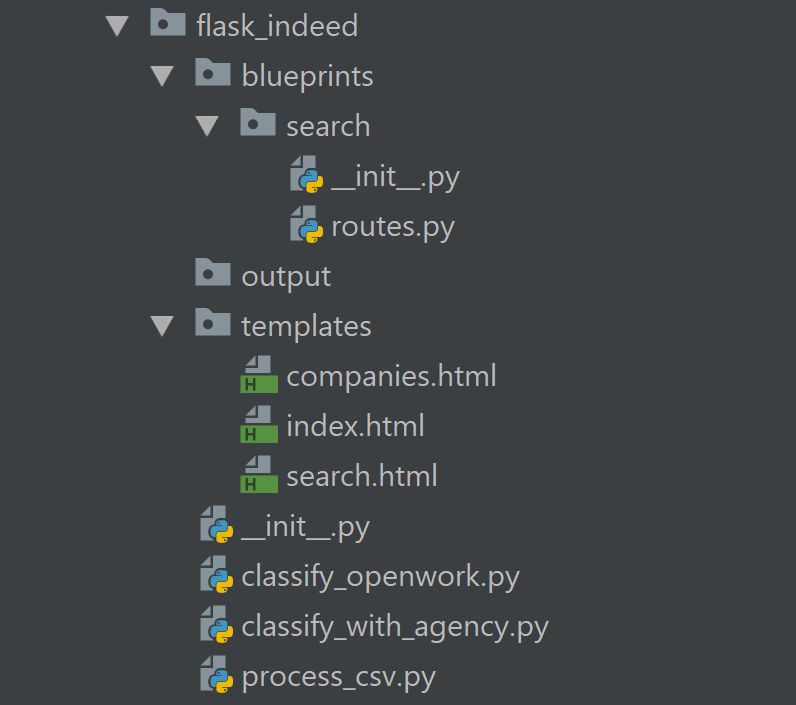 flask_indeed
blueprints
search
__init__.py
routes.py
output
templates
H companies.html
H index.html
H search.html
__init__.py
classify_openwork.py
classify_with_agency.py
process_csv.py